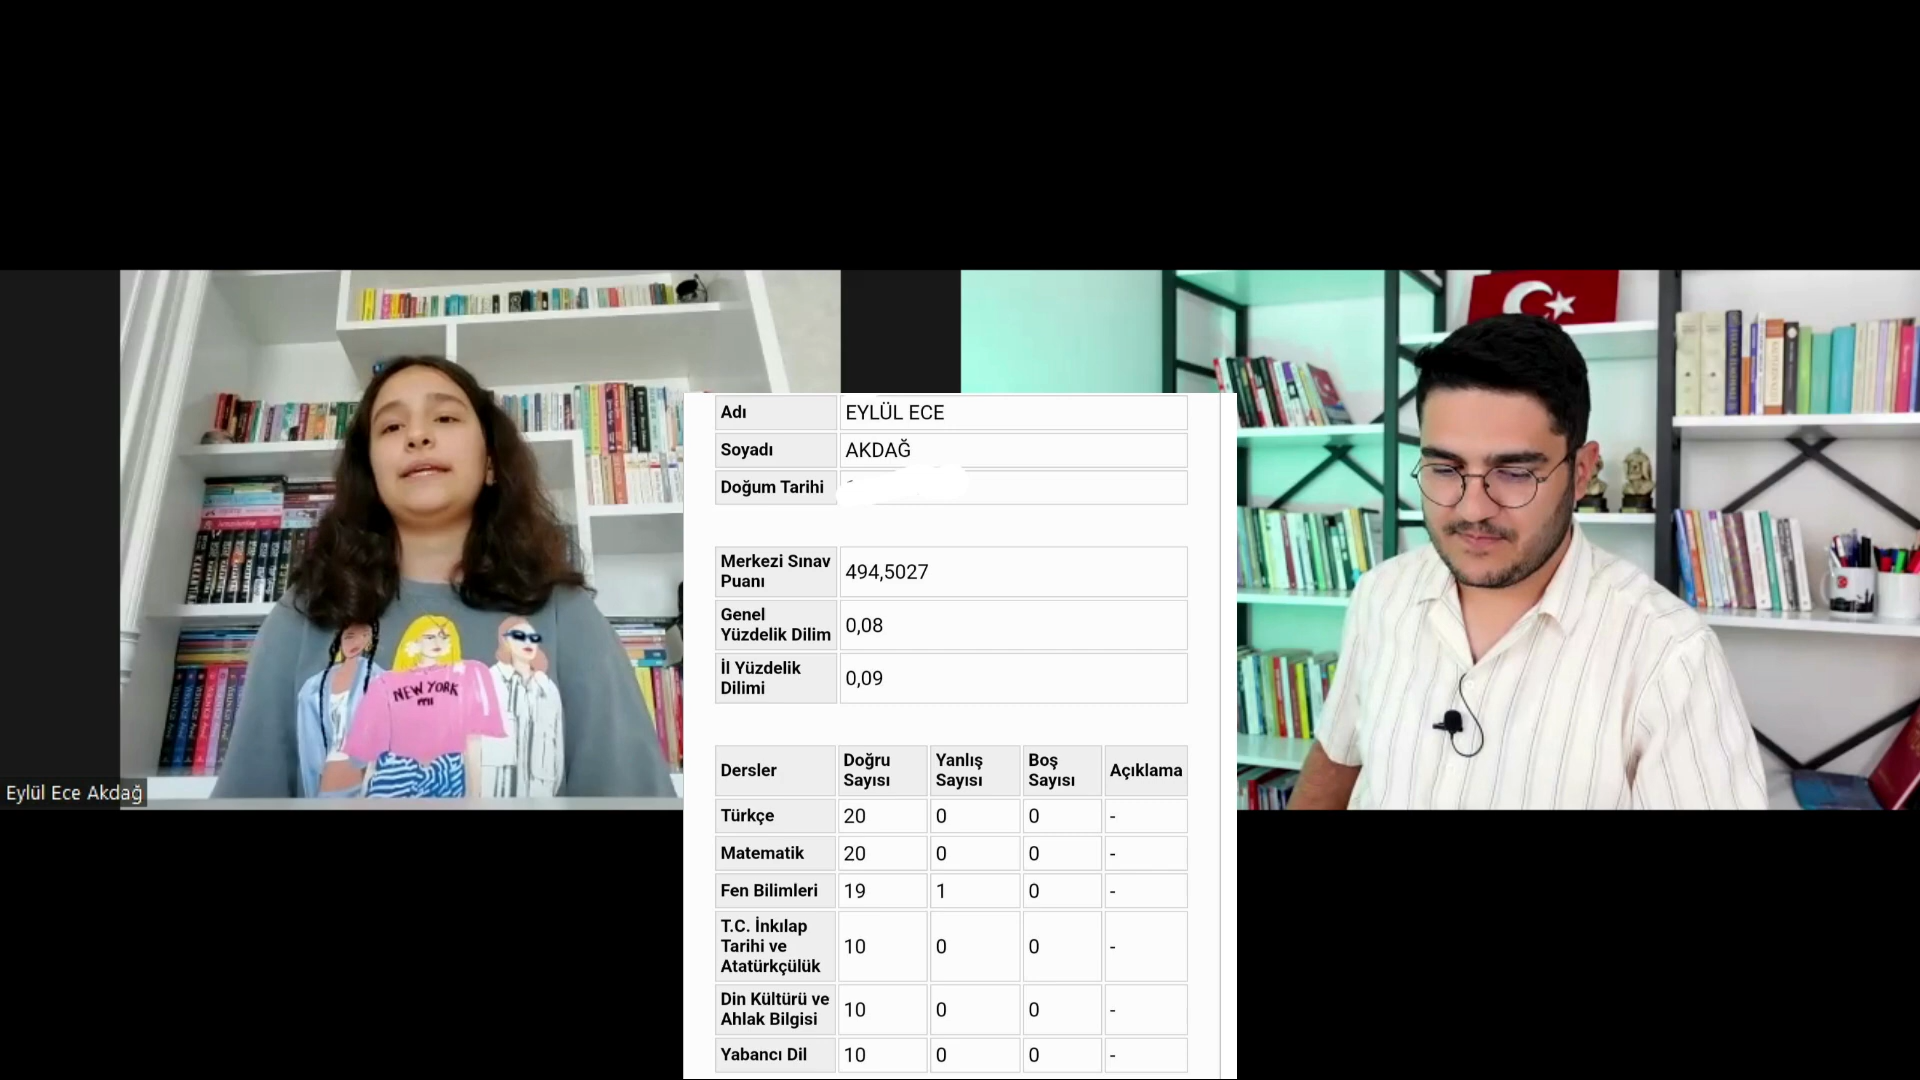 Adı EYLÜL ECE
Soyadı AKDAĞ
Doğum Tarihi
Merkezi Sınav
Puanı
494,5027
Genel
Yüzdelik Dilim
0,08
İl Yüzdelik
Dilimi
0,09
Dersler
Doğru
Sayısı
Yanlış
Sayısı
Boş
Sayısı
Açıklama
Türkçe 20 0 0 -
Matematik 20 0 0 -
Fen Bilimleri 19 1 0 -
T.C. İnkılap
Tarihi ve
Atatürkçülük
10 0 0 -
Din Kültürü ve
Ahlak Bilgisi
10 0 0 -
Yabancı Dil 10 0 0 -
NEW YORK
Eylül Ece Akdağ